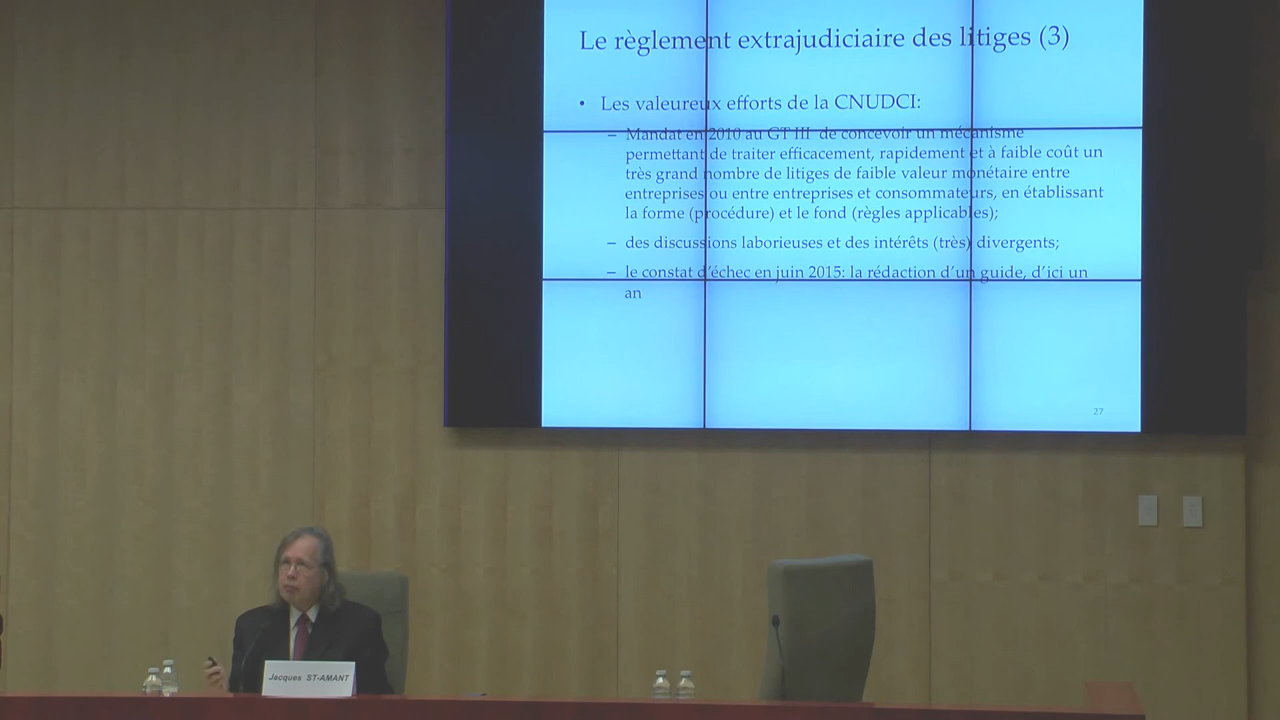 Le règlement extrajudiciaire des litiges (3)
• Les valeureux efforts de la CNUDCI:
– Mandat en 2010 au GT III de concevoir un mécanisme
permettant de traiter efficacement, rapidement et à faible coût un
très grand nombre de litiges de faible valeur monétaire entre
entreprises ou entre entreprises et consommateurs, en établissant
la forme (procédure) et le fond (règles applicables);
– des discussions laborieuses et des intérêts (très) divergents;
– le constat d'échec en juin 2015: la rédaction d'un guide, d'ici un
an
27
Jacques ST-AMANT